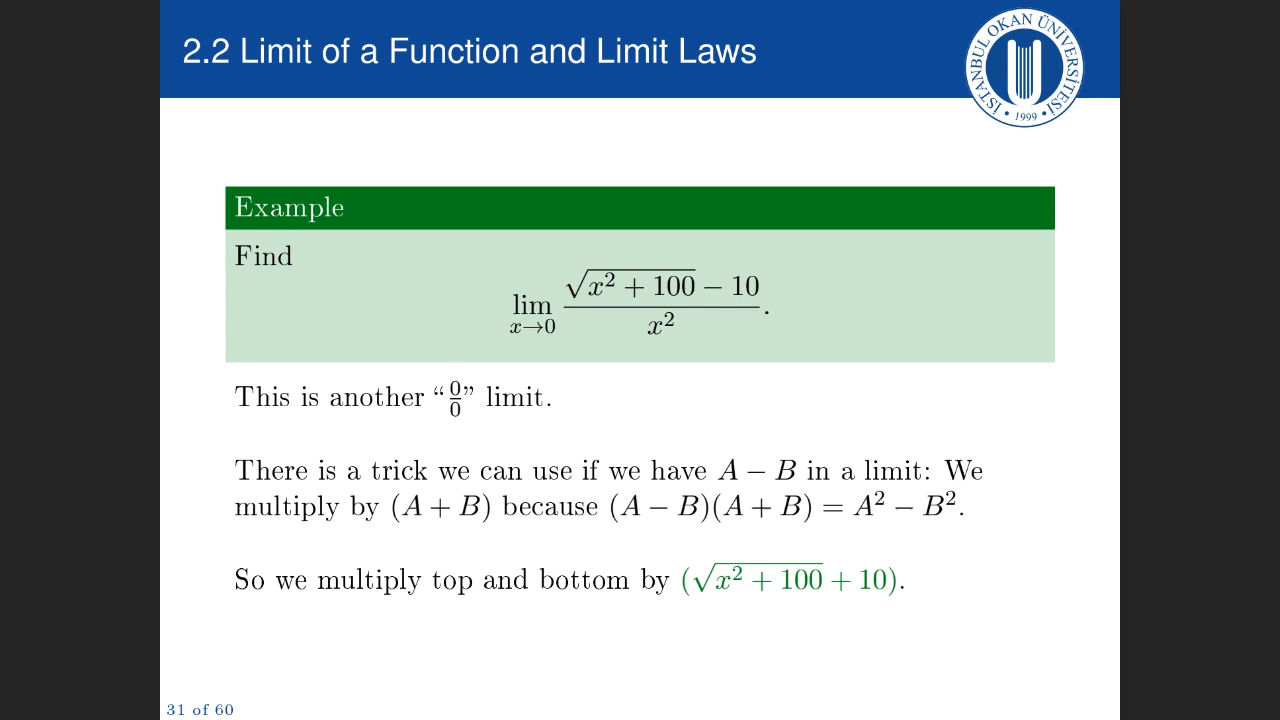 2.2 Limit of a Function and Limit Laws
İSTANBUL OKAN ÜNİVERSİTESİ
• 1999 •
Example
Find
lim x→0 (√(x² + 100) − 10) / x².
This is another “0/0” limit.
There is a trick we can use if we have A − B in a limit: We
multiply by (A + B) because (A − B)(A + B) = A² − B².
So we multiply top and bottom by (√(x² + 100) + 10).
31 of 60